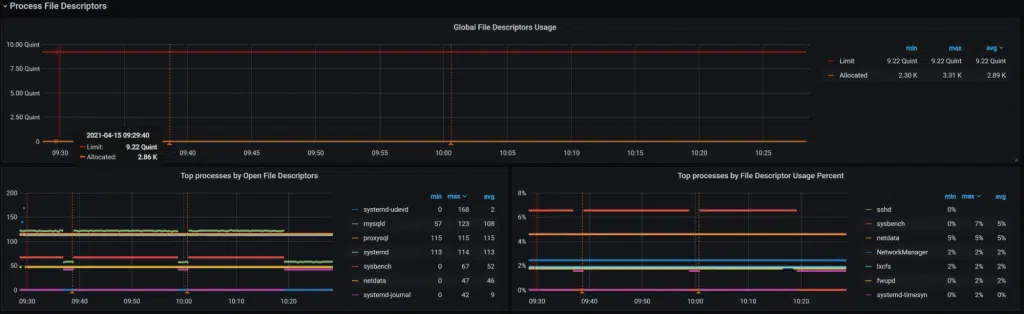 Process File Descriptors
Global File Descriptors Usage
10.00 Quint
7.50 Quint
5.00 Quint
2.50 Quint
0
09:30 09:40 09:45 09:50 09:55 10:00 10:05 10:10 10:15 10:20 10:25
2021-04-15 09:29:40
Limit: 9.22 Quint
Allocated: 2.86 K
min max avg
Limit 9.22 Quint 9.22 Quint 9.22 Quint
Allocated 2.30 K 3.31 K 2.89 K
Top processes by Open File Descriptors
200
150
100
50
0
09:30 09:40 09:50 10:00 10:10 10:20
min max avg
systemd-udevd 0 168 2
mysqld 57 123 108
proxysql 115 115 115
systemd 113 114 113
sysbench 0 67 52
netdata 0 47 46
systemd-journal 0 42 9
Top processes by File Descriptor Usage Percent
8%
6%
4%
2%
0%
09:30 09:40 09:50 10:00 10:10 10:20
min max avg
sshd 0%
sysbench 0% 7% 5%
netdata 5% 5% 5%
NetworkManager 2% 2% 2%
lxcfs 2% 2% 2%
fwupd 2% 2% 2%
systemd-timesyn 0% 2% 0%